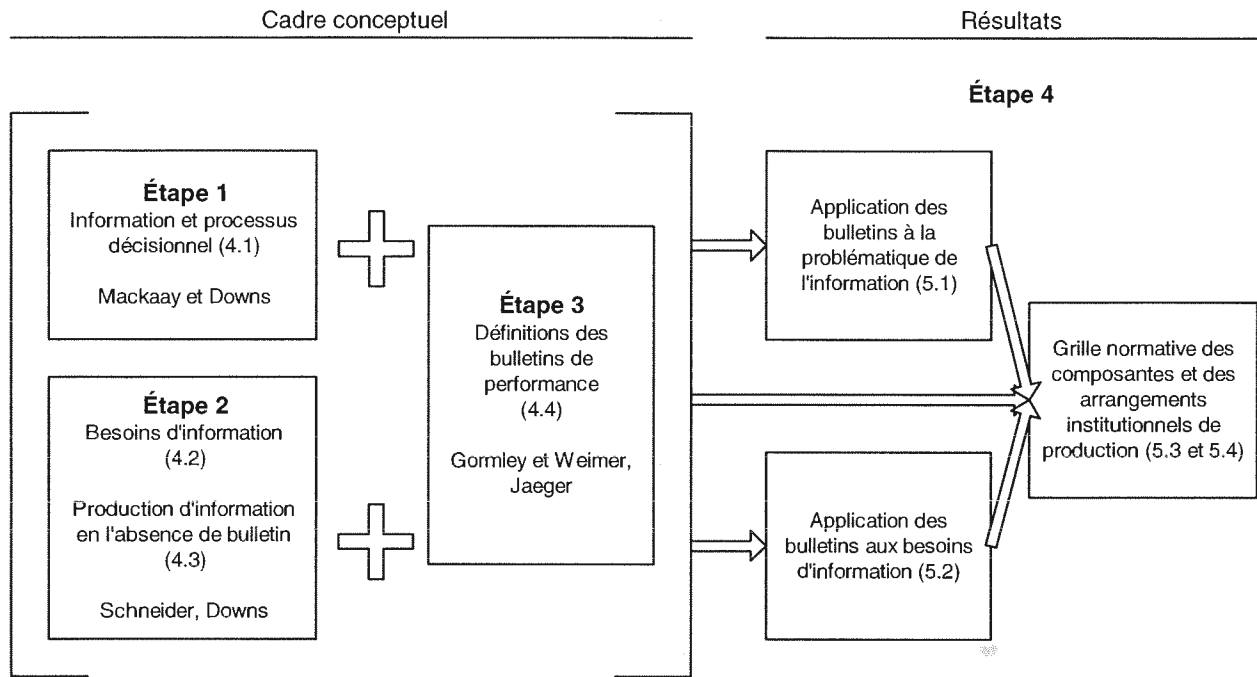 Cadre conceptuel
Résultats
Étape 4
Étape 1
Information et processus
décisionnel (4.1)
Mackaay et Downs
Étape 2
Besoins d'information
(4.2)
Production d'information
en l'absence de bulletin
(4.3)
Schneider, Downs
Étape 3
Définitions des
bulletins de
performance
(4.4)
Gormley et Weimer,
Jaeger
Application des
bulletins à la
problématique de
l'information (5.1)
Application des
bulletins aux besoins
d'information (5.2)
Grille normative des
composantes et des
arrangements
institutionnels de
production (5.3 et 5.4)